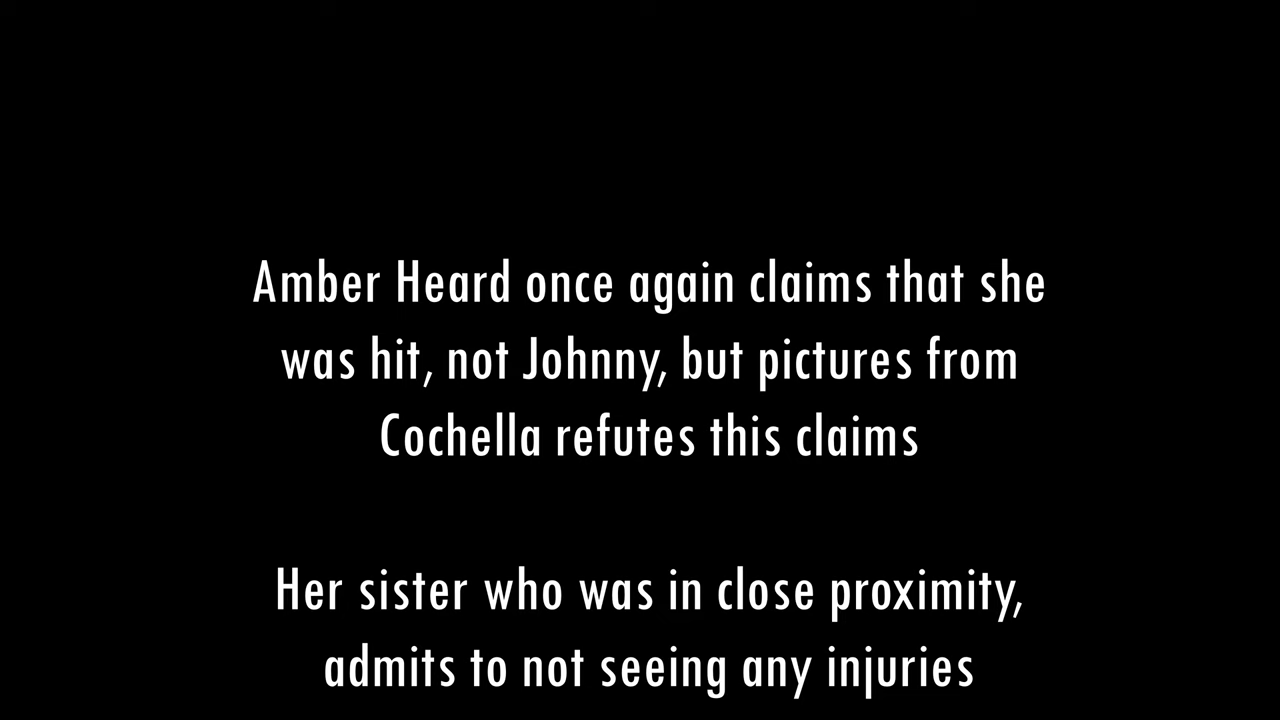 Amber Heard once again claims that she
was hit, not Johnny, but pictures from
Cochella refutes this claims
Her sister who was in close proximity,
admits to not seeing any injuries